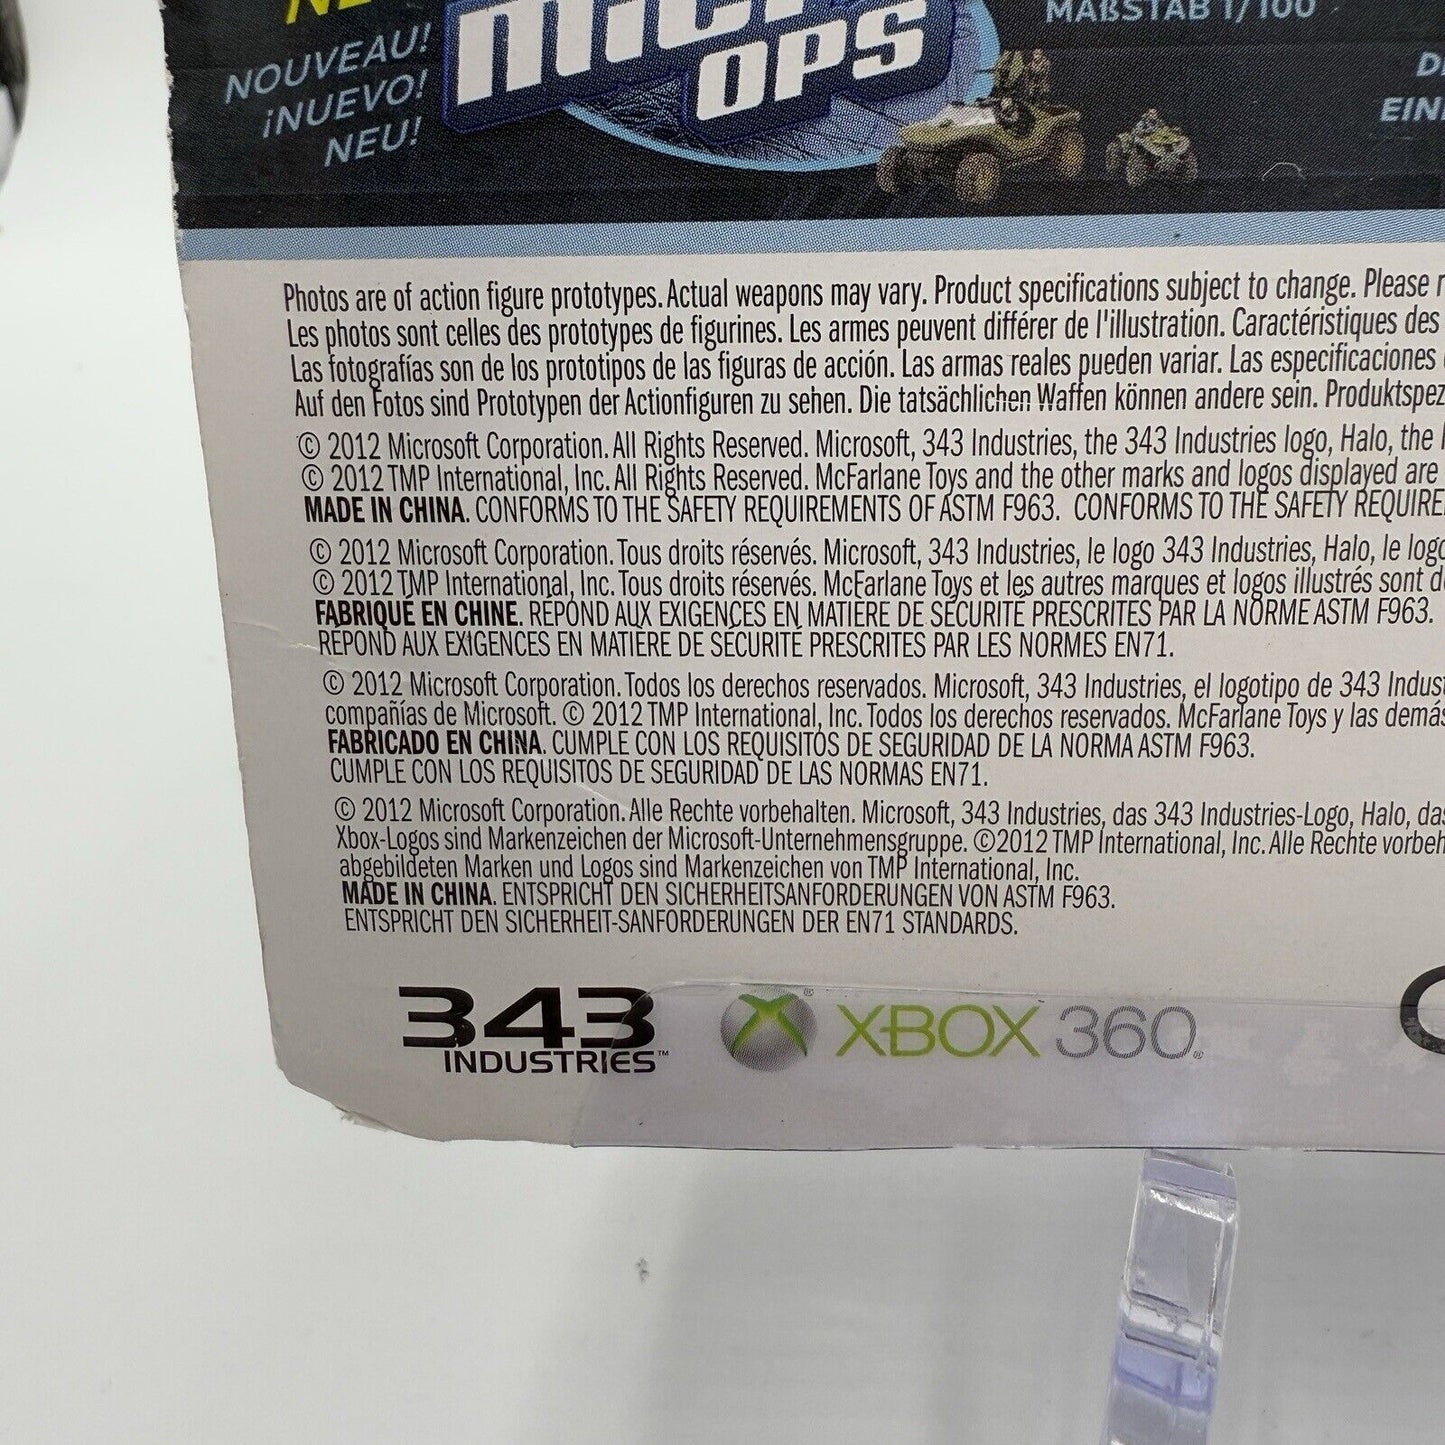 NOUVEAU!
¡NUEVO!
NEU!
OPS
MAßSTAB 1/100
Photos are of action figure prototypes. Actual weapons may vary. Product specifications subject to change. Please
Les photos sont celles des prototypes de figurines. Les armes peuvent différer de l'illustration. Caractéristiques des
Las fotografías son de los prototipos de las figuras de acción. Las armas reales pueden variar. Las especificaciones
Auf den Fotos sind Prototypen der Actionfiguren zu sehen. Die tatsächlichen Waffen können andere sein. Produktspez
© 2012 Microsoft Corporation. All Rights Reserved. Microsoft, 343 Industries, the 343 Industries logo, Halo, the
© 2012 TMP International, Inc. All Rights Reserved. McFarlane Toys and the other marks and logos displayed are
MADE IN CHINA. CONFORMS TO THE SAFETY REQUIREMENTS OF ASTM F963. CONFORMS TO THE SAFETY REQUIRE
© 2012 Microsoft Corporation. Tous droits réservés. Microsoft, 343 Industries, le logo 343 Industries, Halo, le logo
© 2012 TMP International, Inc. Tous droits réservés. McFarlane Toys et les autres marques et logos illustrés sont d
FABRIQUÉ EN CHINE. RÉPOND AUX EXIGENCES EN MATIÈRE DE SÉCURITÉ PRESCRITES PAR LA NORME ASTM F963.
RÉPOND AUX EXIGENCES EN MATIÈRE DE SÉCURITÉ PRESCRITES PAR LES NORMES EN71.
© 2012 Microsoft Corporation. Todos los derechos reservados. Microsoft, 343 Industries, el logotipo de 343 Indust
compañías de Microsoft. © 2012 TMP International, Inc. Todos los derechos reservados. McFarlane Toys y las demás
FABRICADO EN CHINA. CUMPLE CON LOS REQUISITOS DE SEGURIDAD DE LA NORMA ASTM F963.
CUMPLE CON LOS REQUISITOS DE SEGURIDAD DE LAS NORMAS EN71.
© 2012 Microsoft Corporation. Alle Rechte vorbehalten. Microsoft, 343 Industries, das 343 Industries-Logo, Halo, das
Xbox-Logos sind Markenzeichen der Microsoft-Unternehmensgruppe. ©2012 TMP International, Inc. Alle Rechte vorbeh
abgebildeten Marken und Logos sind Markenzeichen von TMP International, Inc.
MADE IN CHINA. ENTSPRICHT DEN SICHERHEITSANFORDERUNGEN VON ASTM F963.
ENTSPRICHT DEN SICHERHEIT-SANFORDERUNGEN DER EN71 STANDARDS.
343
INDUSTRIES™
XBOX 360®